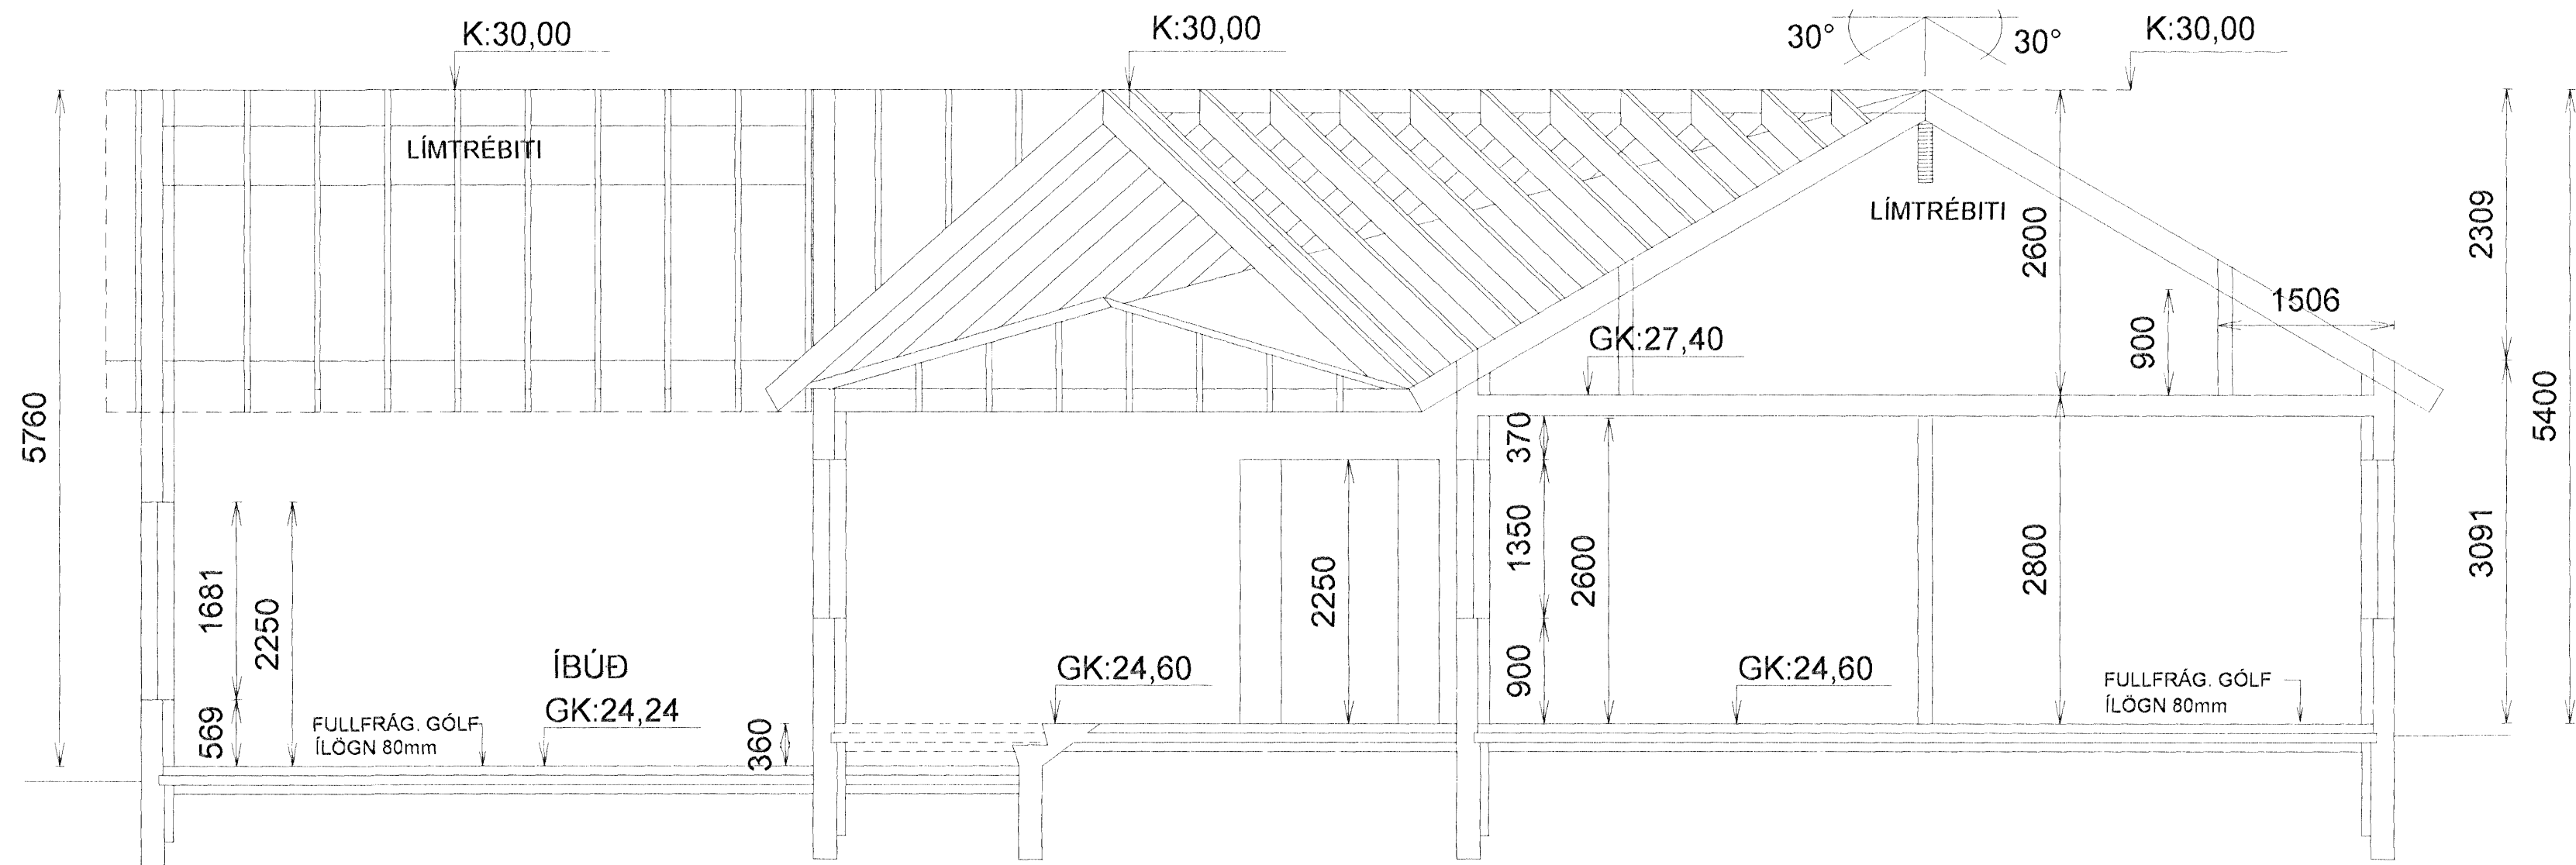 K:30,00
K:30,00
30°
30°
K:30,00
LÍMTRÉBITI
LÍMTRÉBITI
2600
2309
1506
900
GK:27,40
5760
5400
370
1350
2600
2800
3091
2250
1681
2250
900
569
360
ÍBÚÐ
GK:24,24
FULLFRÁG. GÓLF
ÍLÖGN 80mm
GK:24,60
GK:24,60
FULLFRÁG. GÓLF
ÍLÖGN 80mm